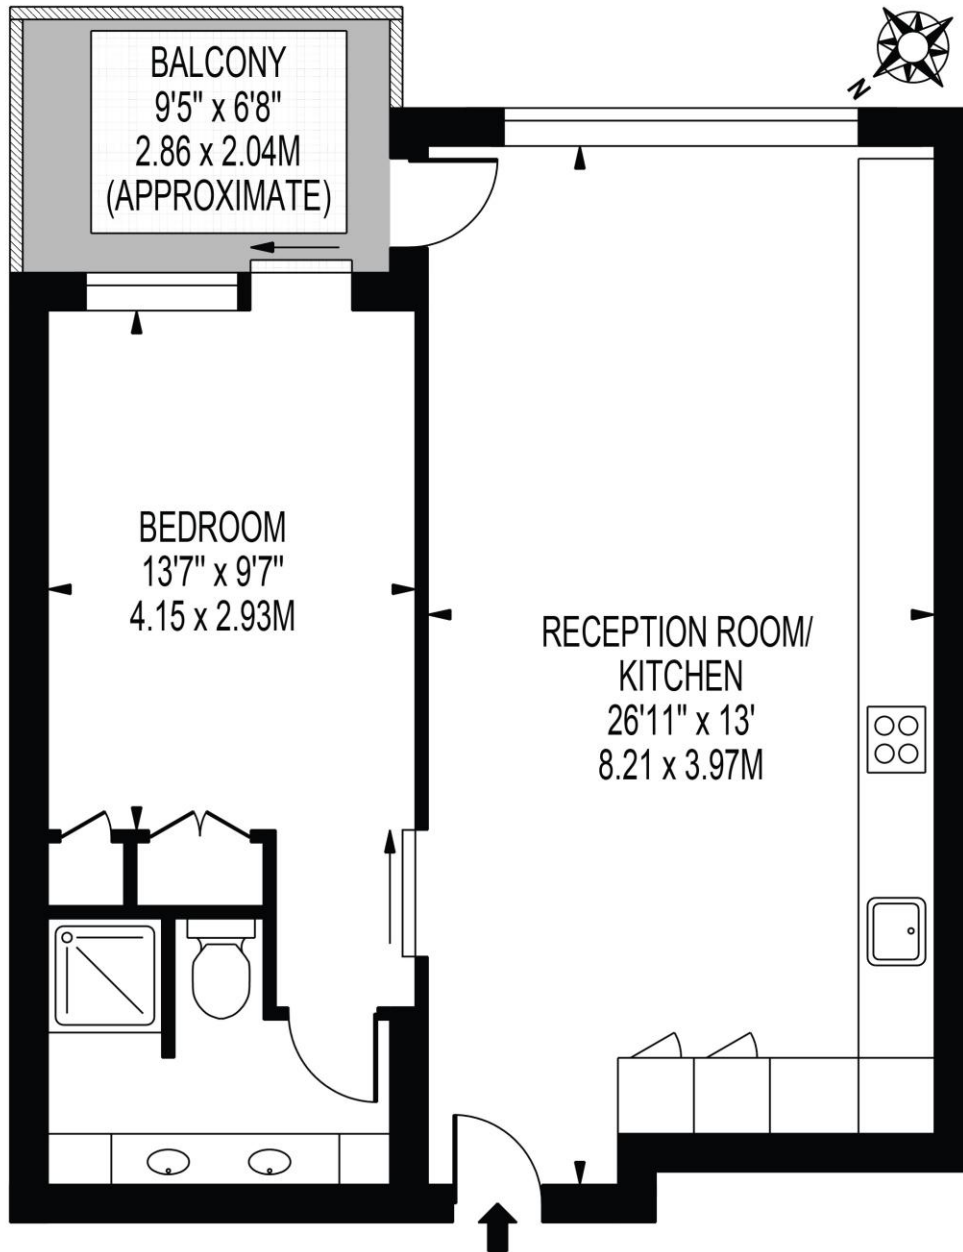 BALCONY
9'5" x 6'8"
2.86 x 2.04M
(APPROXIMATE)
N
BEDROOM
13'7" x 9'7"
4.15 x 2.93M
RECEPTION ROOM/
KITCHEN
26'11" x 13'
8.21 x 3.97M